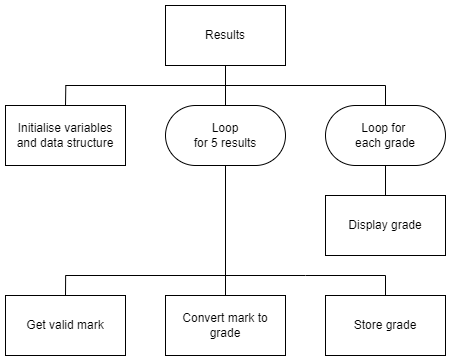 Results
Initialise variables
and data structure
Loop
for 5 results
Loop for
each grade
Display grade
Get valid mark
Convert mark to
grade
Store grade